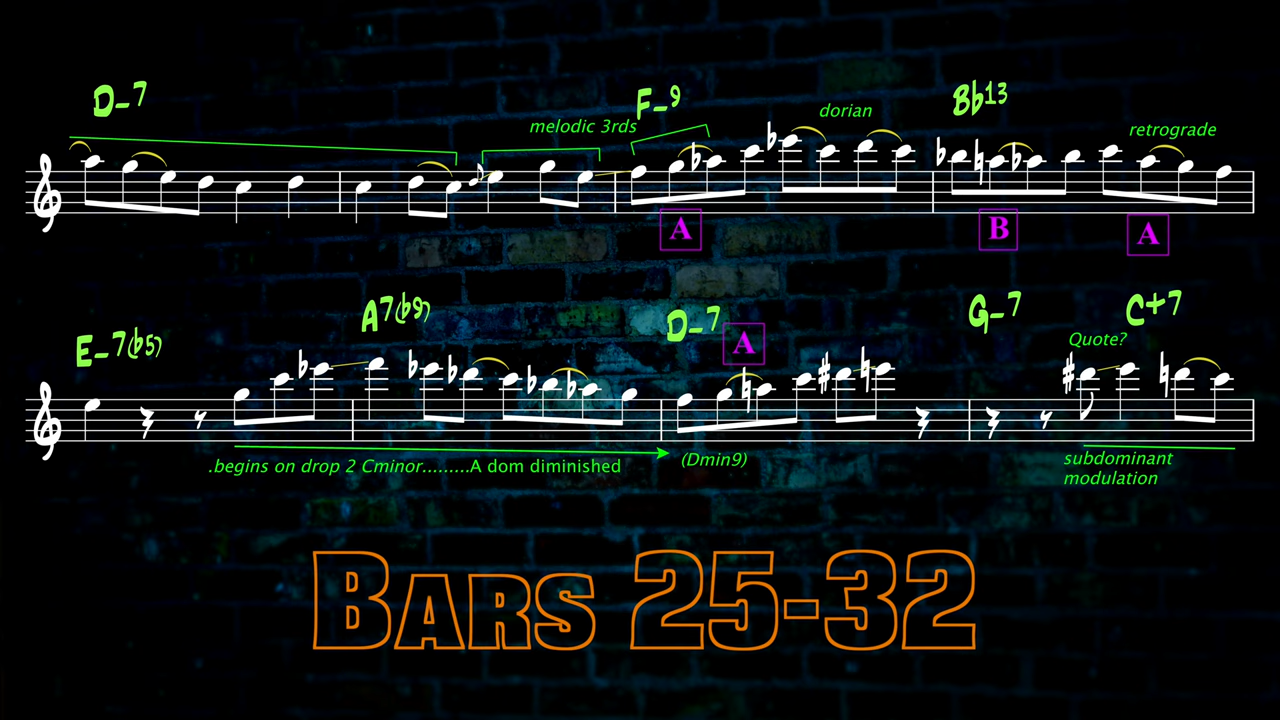 D-7
F-9
Bb13
melodic 3rds
dorian
retrograde
A
B
A
E-7(b5)
A7(b9)
D-7
A
G-7
C+7
Quote?
.begins on drop 2 Cminor.........A dom diminished
(Dmin9)
subdominant
modulation
BARS 25-32